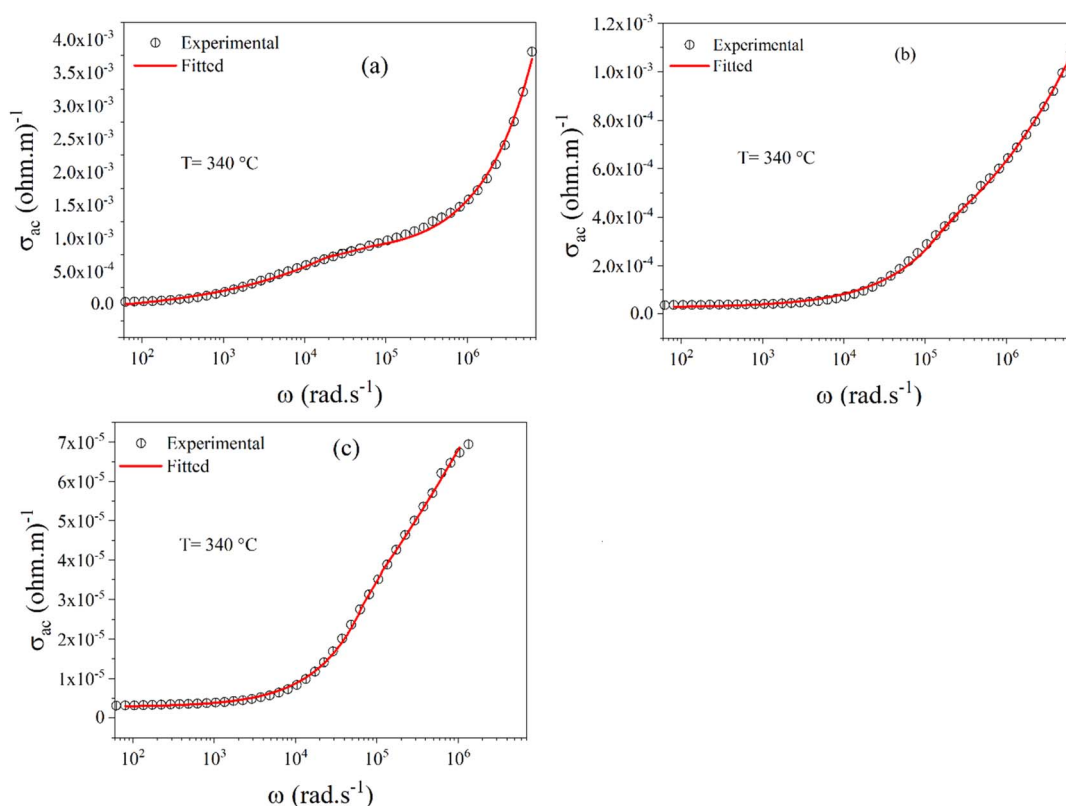 4.0x10⁻³
Experimental
Fitted
(a)
3.5x10⁻³
3.0x10⁻³
2.5x10⁻³
T= 340 °C
2.0x10⁻³
1.5x10⁻³
1.0x10⁻³
5.0x10⁻⁴
0.0
σac (ohm.m)⁻¹
10² 10³ 10⁴ 10⁵ 10⁶
ω (rad.s⁻¹)
1.2x10⁻³
Experimental
Fitted
(b)
1.0x10⁻³
8.0x10⁻⁴
T= 340 °C
6.0x10⁻⁴
4.0x10⁻⁴
2.0x10⁻⁴
0.0
σac (ohm.m)⁻¹
10² 10³ 10⁴ 10⁵ 10⁶
ω (rad.s⁻¹)
7x10⁻⁵
Experimental
Fitted
(c)
6x10⁻⁵
5x10⁻⁵
T= 340 °C
4x10⁻⁵
3x10⁻⁵
2x10⁻⁵
1x10⁻⁵
0
σac (ohm.m)⁻¹
10² 10³ 10⁴ 10⁵ 10⁶
ω (rad.s⁻¹)